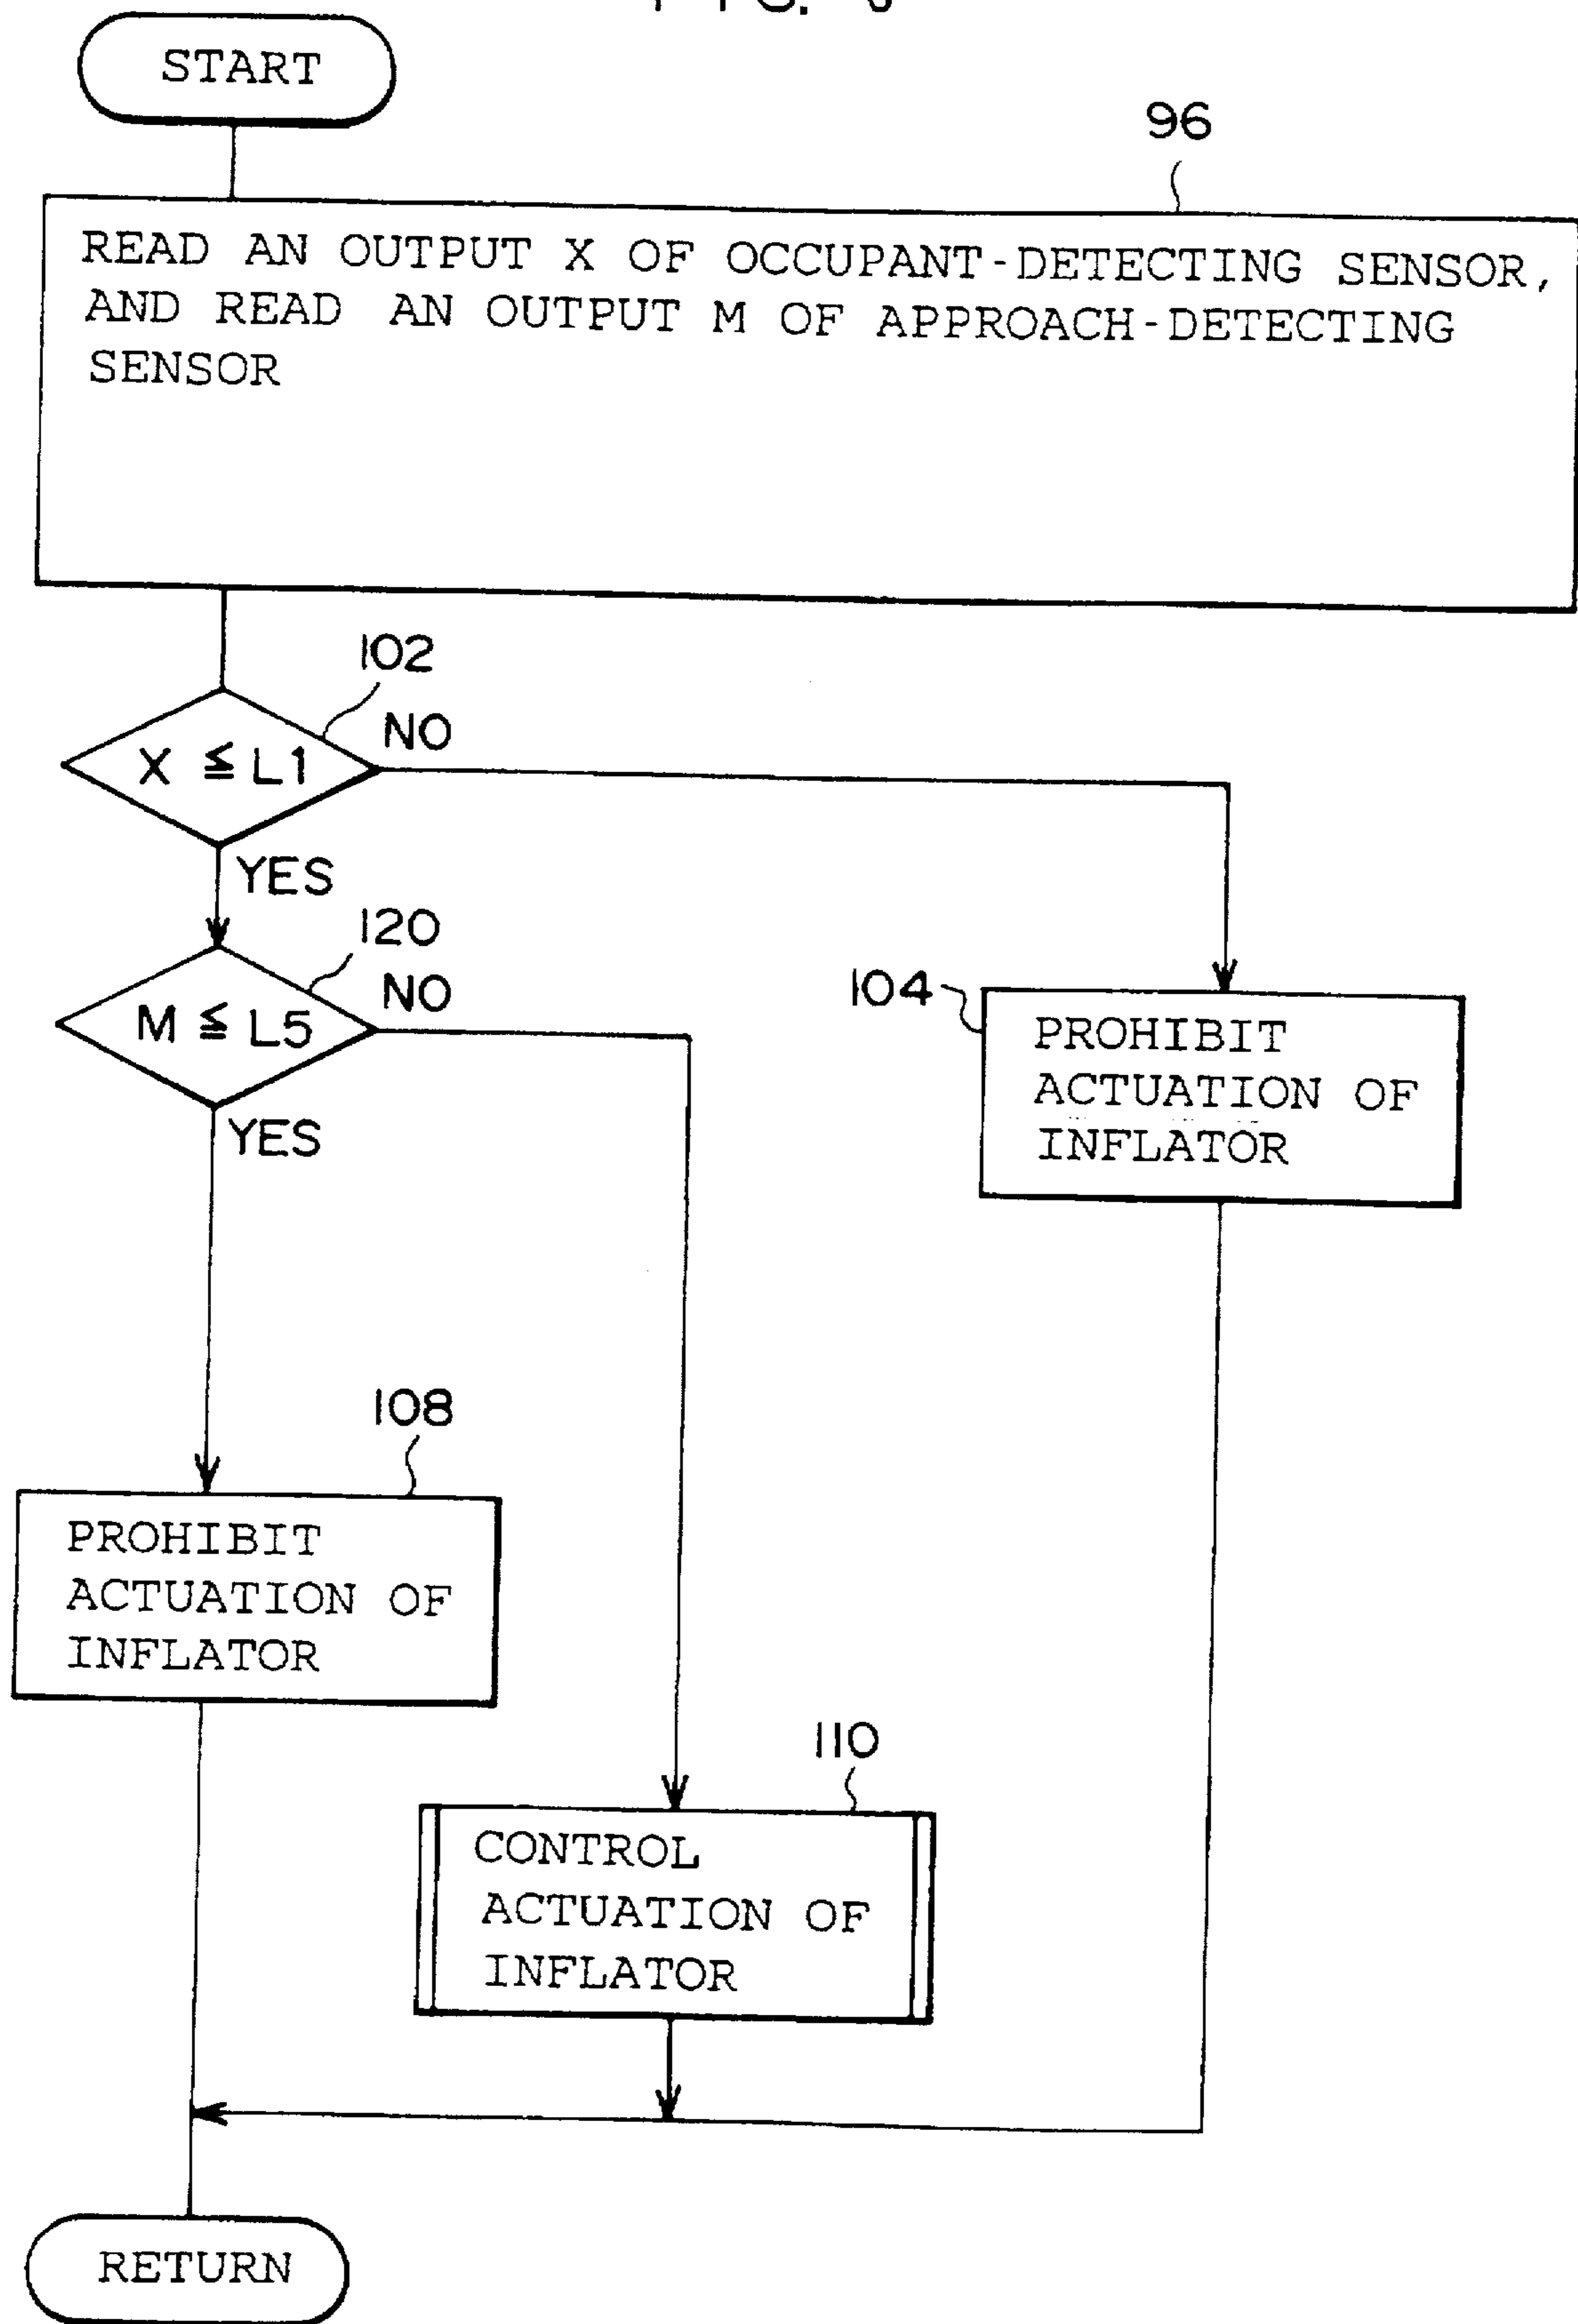 START
96
READ AN OUTPUT X OF OCCUPANT-DETECTING SENSOR,
AND READ AN OUTPUT M OF APPROACH-DETECTING
SENSOR
102
NO
X ≦ L1
YES
120
NO
M ≦ L5
YES
104
PROHIBIT
ACTUATION OF
INFLATOR
108
PROHIBIT
ACTUATION OF
INFLATOR
110
CONTROL
ACTUATION OF
INFLATOR
RETURN